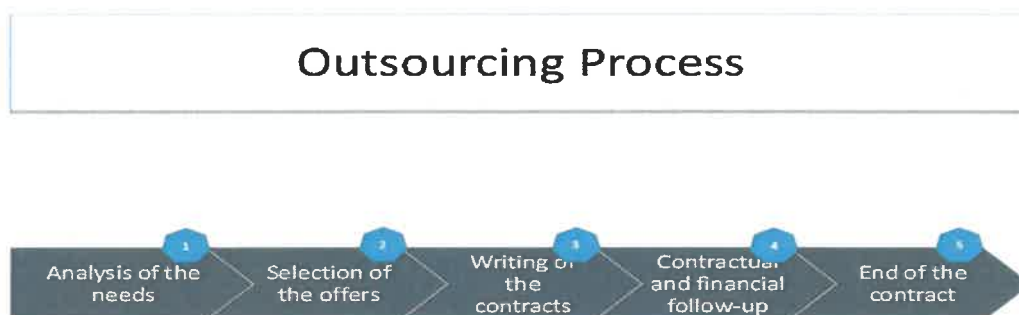 Outsourcing Process
1
Analysis of the
needs
2
Selection of
the offers
3
Writing of
the
contracts
4
Contractual
and financial
follow-up
5
End of the
contract